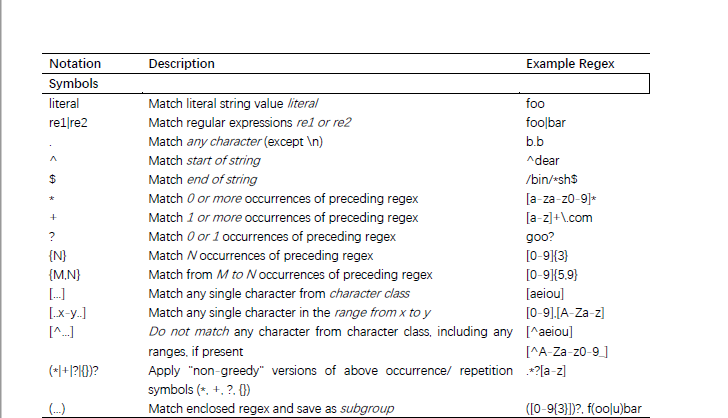 Notation Description Example Regex
Symbols
literal Match literal string value literal foo
re1|re2 Match regular expressions re1 or re2 foo|bar
. Match any character (except \n) b.b
^ Match start of string ^dear
$ Match end of string /bin/*sh$
* Match 0 or more occurrences of preceding regex [a-za-z0-9]*
+ Match 1 or more occurrences of preceding regex [a-z]+\.com
? Match 0 or 1 occurrences of preceding regex goo?
{N} Match N occurrences of preceding regex [0-9]{3}
{M,N} Match from M to N occurrences of preceding regex [0-9]{5,9}
[...] Match any single character from character class [aeiou]
[.x-y..] Match any single character in the range from x to y [0-9],[A-Za-z]
[^...] Do not match any character from character class, including any [^aeiou]
ranges, if present [^A-Za-z0-9_]
(*|+|?|{})? Apply "non-greedy" versions of above occurrence/ repetition .*?[a-z]
symbols (*, +, ?, {})
(...) Match enclosed regex and save as subgroup ([0-9{3}])?, f(oo|u)bar